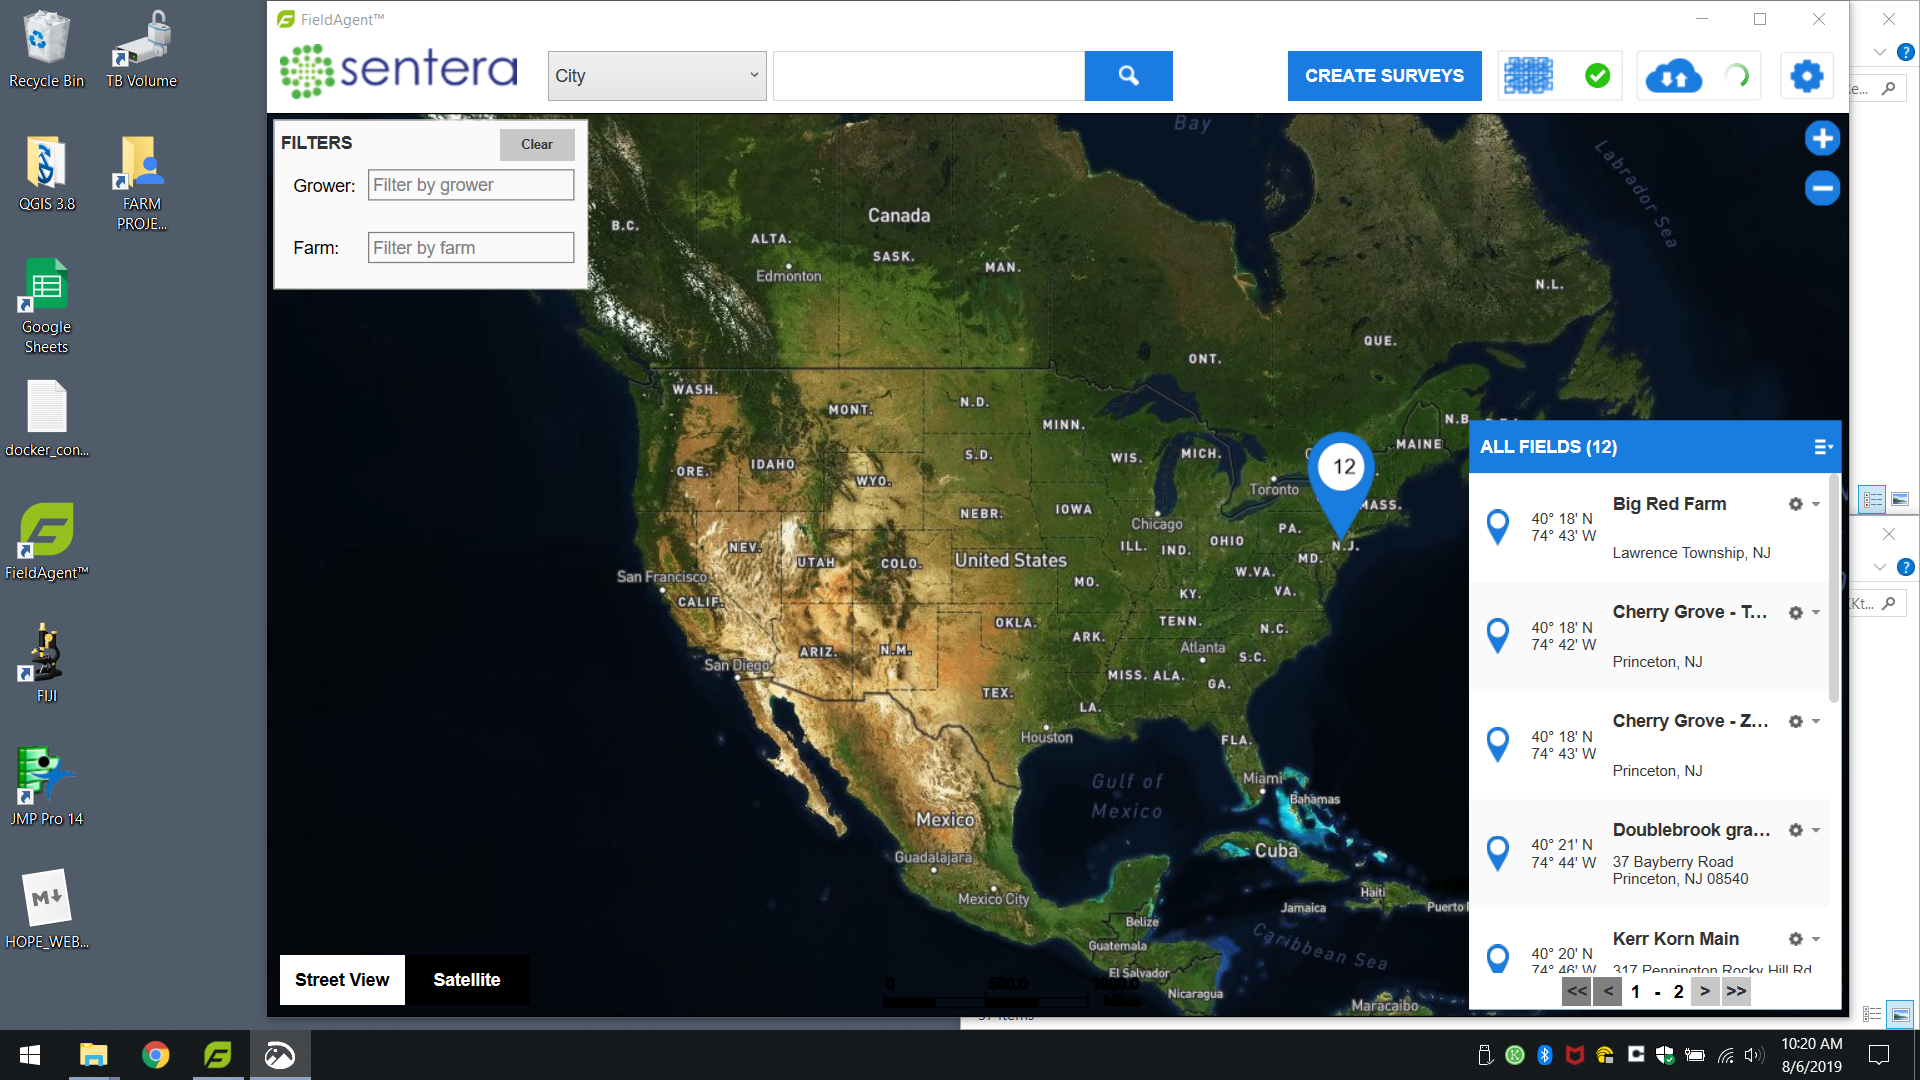 Recycle Bin
TB Volume
QGIS 3.8
FARM
PROJE...
Google
Sheets
docker_con...
FieldAgent™
FIJI
JMP Pro 14
M
HOPE_WEB...
FieldAgent™
sentera
City
CREATE SURVEYS
FILTERS
Clear
Grower:
Filter by grower
Farm:
Filter by farm
Bay
Labrador Sea
Canada
B.C.
ALTA.
Edmonton
SASK.
MAN.
N.L.
QUE.
ONT.
WASH.
MONT.
N.D.
MINN.
N.B.
MAINE
ORE.
IDAHO
S.D.
WIS.
MICH.
12
Toronto
WYO.
MASS.
NEBR.
IOWA
Chicago
PA.
NEV.
UTAH
COLO.
United States
ILL.
IND.
OHIO
MD.
N.J.
San Francisco
CALIF.
MO.
W.VA.
KY.
VA.
OKLA.
TENN.
N.C.
ARIZ.
N.M.
ARK.
Atlanta
S.C.
San Diego
MISS.
ALA.
GA.
TEX.
LA.
Houston
FLA.
Gulf of
Mexico
Miami
Bahamas
Mexico
Guadalajara
Cuba
Mexico City
Haiti
Jamaica
Belize
Guatemala
Caribbean Sea
El Salvador
Nicaragua
Maracaibo
0
500.0
1000.0
Miles
Street View
Satellite
ALL FIELDS (12)
Big Red Farm
40° 18' N
74° 43' W
Lawrence Township, NJ
Cherry Grove - T...
40° 18' N
74° 42' W
Princeton, NJ
Cherry Grove - Z...
40° 18' N
74° 43' W
Princeton, NJ
Doublebrook gra...
40° 21' N
74° 44' W
37 Bayberry Road
Princeton, NJ 08540
Kerr Korn Main
40° 20' N
74° 46' W
317 Pennington Rocky Hill Rd
<< < 1 - 2 > >>
10:20 AM
8/6/2019